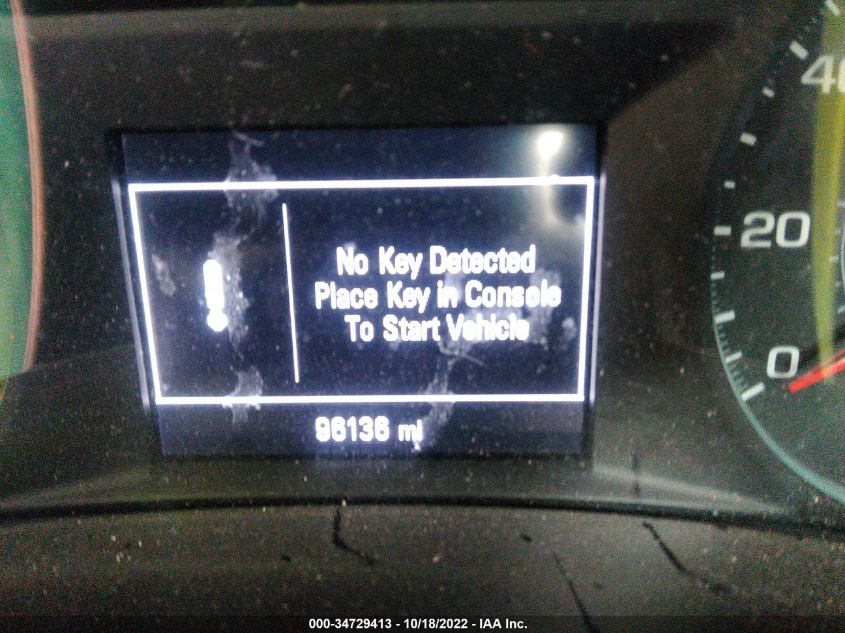 40
No Key Detected
Place Key in Console
To Start Vehicle
20
0
96136 mi
000-34729413 - 10/18/2022 - IAA Inc.